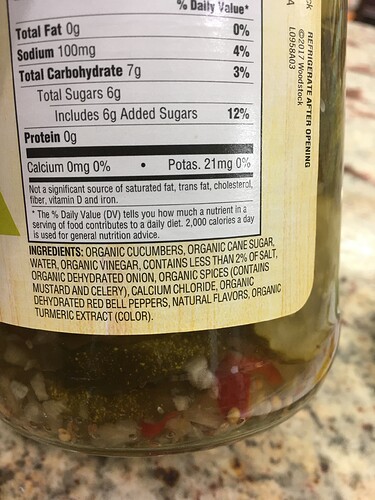 % Daily Value*
Total Fat 0g 0%
Sodium 100mg 4%
Total Carbohydrate 7g 3%
Total Sugars 6g
Includes 6g Added Sugars 12%
Protein 0g
Calcium 0mg 0% • Potas. 21mg 0%
Not a significant source of saturated fat, trans fat, cholesterol,
fiber, vitamin D and iron.
* The % Daily Value (DV) tells you how much a nutrient in a
serving of food contributes to a daily diet. 2,000 calories a day
is used for general nutrition advice.
INGREDIENTS: ORGANIC CUCUMBERS, ORGANIC CANE SUGAR,
WATER, ORGANIC VINEGAR, CONTAINS LESS THAN 2% OF SALT,
ORGANIC DEHYDRATED ONION, ORGANIC SPICES (CONTAINS
MUSTARD AND CELERY), CALCIUM CHLORIDE, ORGANIC
DEHYDRATED RED BELL PEPPERS, NATURAL FLAVORS, ORGANIC
TURMERIC EXTRACT (COLOR).
REFRIGERATE AFTER OPENING
©2017 Woodstock
L0958A03